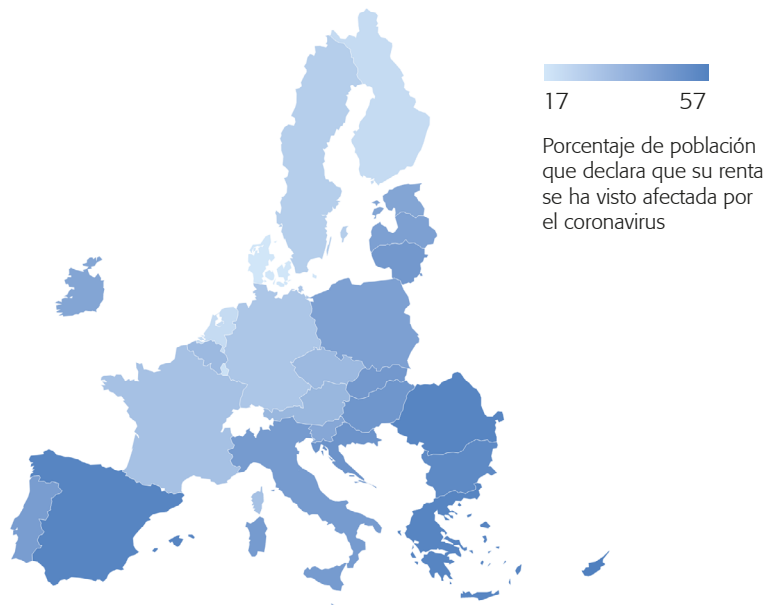 17 57
Porcentaje de población
que declara que su renta
se ha visto afectada por
el coronavirus